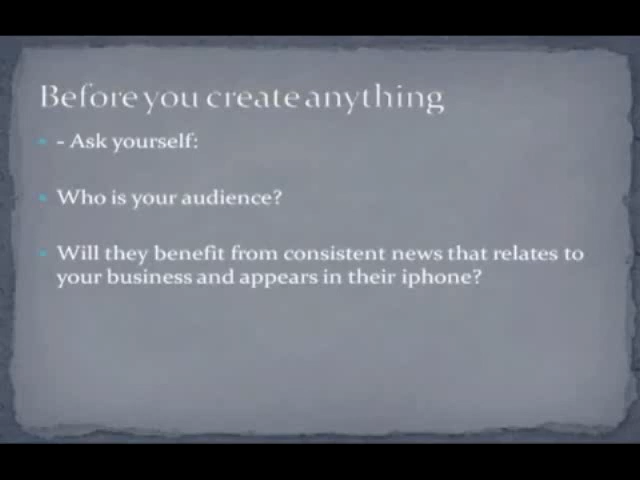 Before you create anything
- Ask yourself:
Who is your audience?
Will they benefit from consistent news that relates to
your business and appears in their iphone?